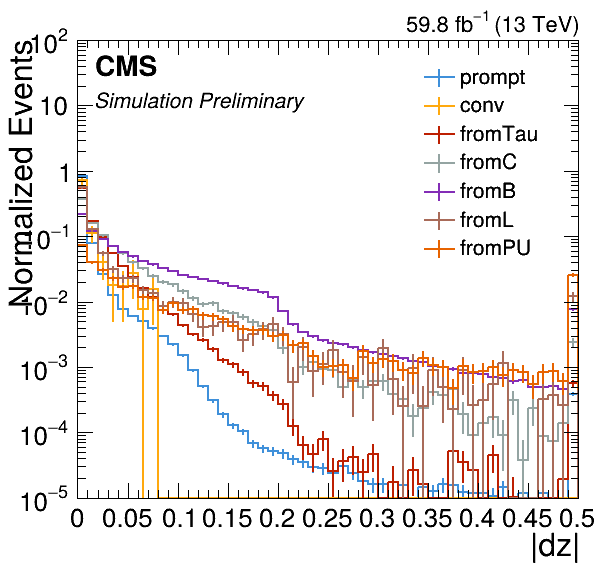 59.8 fb⁻¹ (13 TeV)
CMS
Simulation Preliminary
prompt
conv
fromTau
fromC
fromB
fromL
fromPU
Normalized Events
10²
10
1
10⁻¹
10⁻²
10⁻³
10⁻⁴
10⁻⁵
0 0.05 0.1 0.15 0.2 0.25 0.3 0.35 0.4 0.45 0.5
|dz|